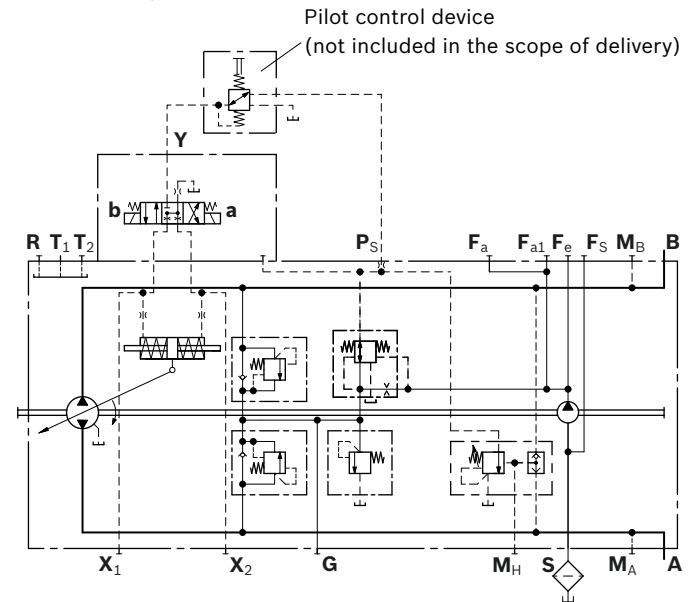 Pilot control device
(not included in the scope of delivery)
Y
b a
R T1 T2 PS Fa Fa1 Fe FS MB B
X1 X2 G MH S MA A